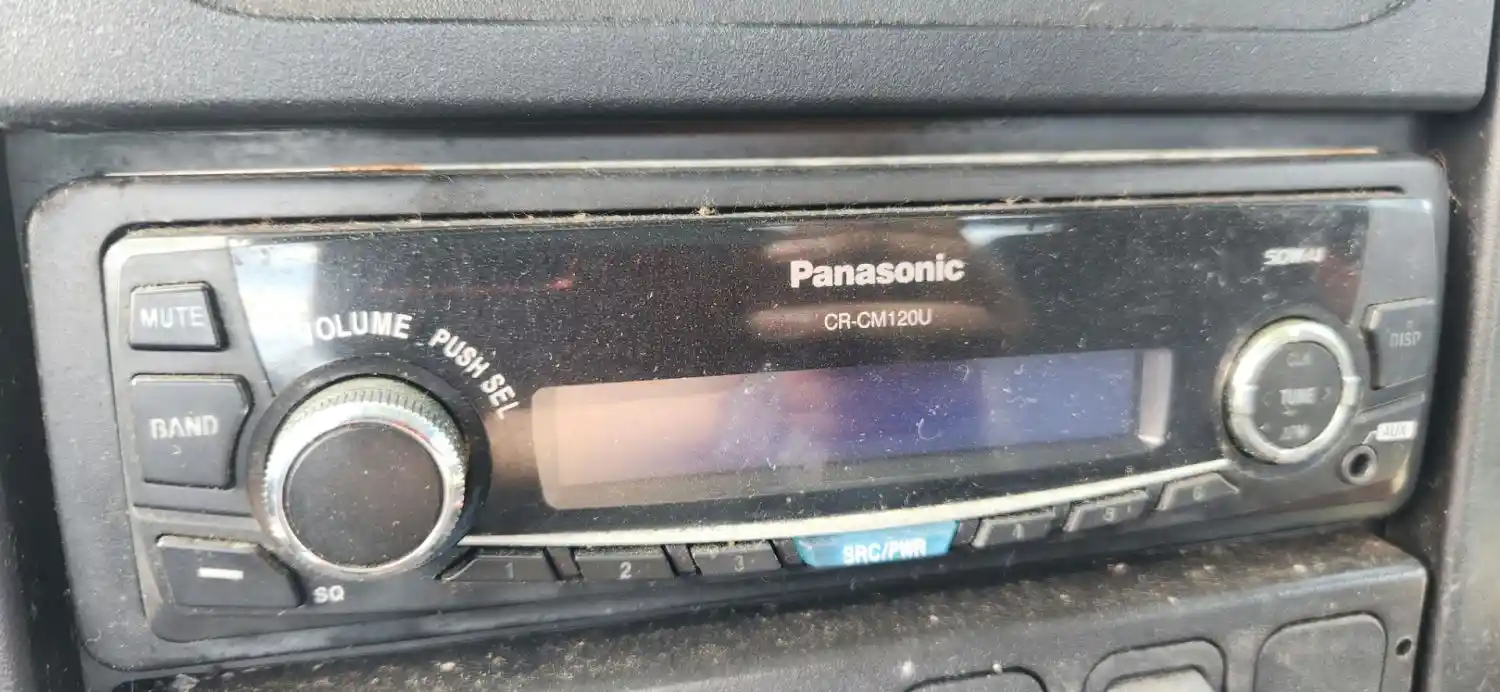 Panasonic
CR-CM120U
50Wx4
MUTE
VOLUME
PUSH SEL
BAND
SQ
1
2
3
SRC/PWR
4
5
6
TUNE
DISP
AUX